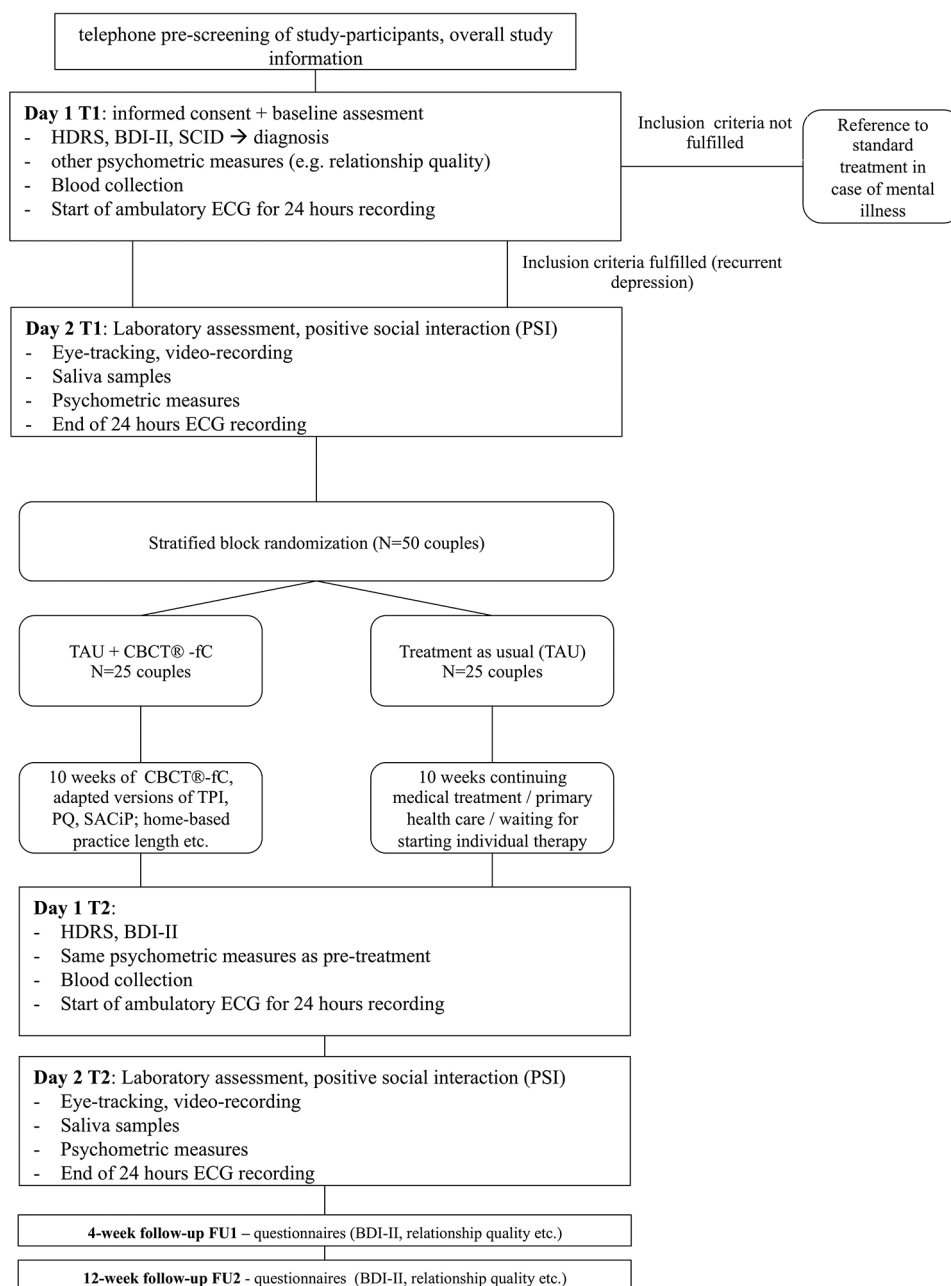 telephone pre-screening of study-participants, overall study
information
Day 1 T1: informed consent + baseline assesment
- HDRS, BDI-II, SCID → diagnosis
- other psychometric measures (e.g. relationship quality)
- Blood collection
- Start of ambulatory ECG for 24 hours recording
Inclusion criteria not
fulfilled
Reference to
standard
treatment in
case of mental
illness
Inclusion criteria fulfilled (recurrent
depression)
Day 2 T1: Laboratory assessment, positive social interaction (PSI)
- Eye-tracking, video-recording
- Saliva samples
- Psychometric measures
- End of 24 hours ECG recording
Stratified block randomization (N=50 couples)
TAU + CBCT® -fC
N=25 couples
Treatment as usual (TAU)
N=25 couples
10 weeks of CBCT®-fC,
adapted versions of TPI,
PQ, SACiP; home-based
practice length etc.
10 weeks continuing
medical treatment / primary
health care / waiting for
starting individual therapy
Day 1 T2:
- HDRS, BDI-II
- Same psychometric measures as pre-treatment
- Blood collection
- Start of ambulatory ECG for 24 hours recording
Day 2 T2: Laboratory assessment, positive social interaction (PSI)
- Eye-tracking, video-recording
- Saliva samples
- Psychometric measures
- End of 24 hours ECG recording
4-week follow-up FU1 – questionnaires (BDI-II, relationship quality etc.)
12-week follow-up FU2 - questionnaires (BDI-II, relationship quality etc.)